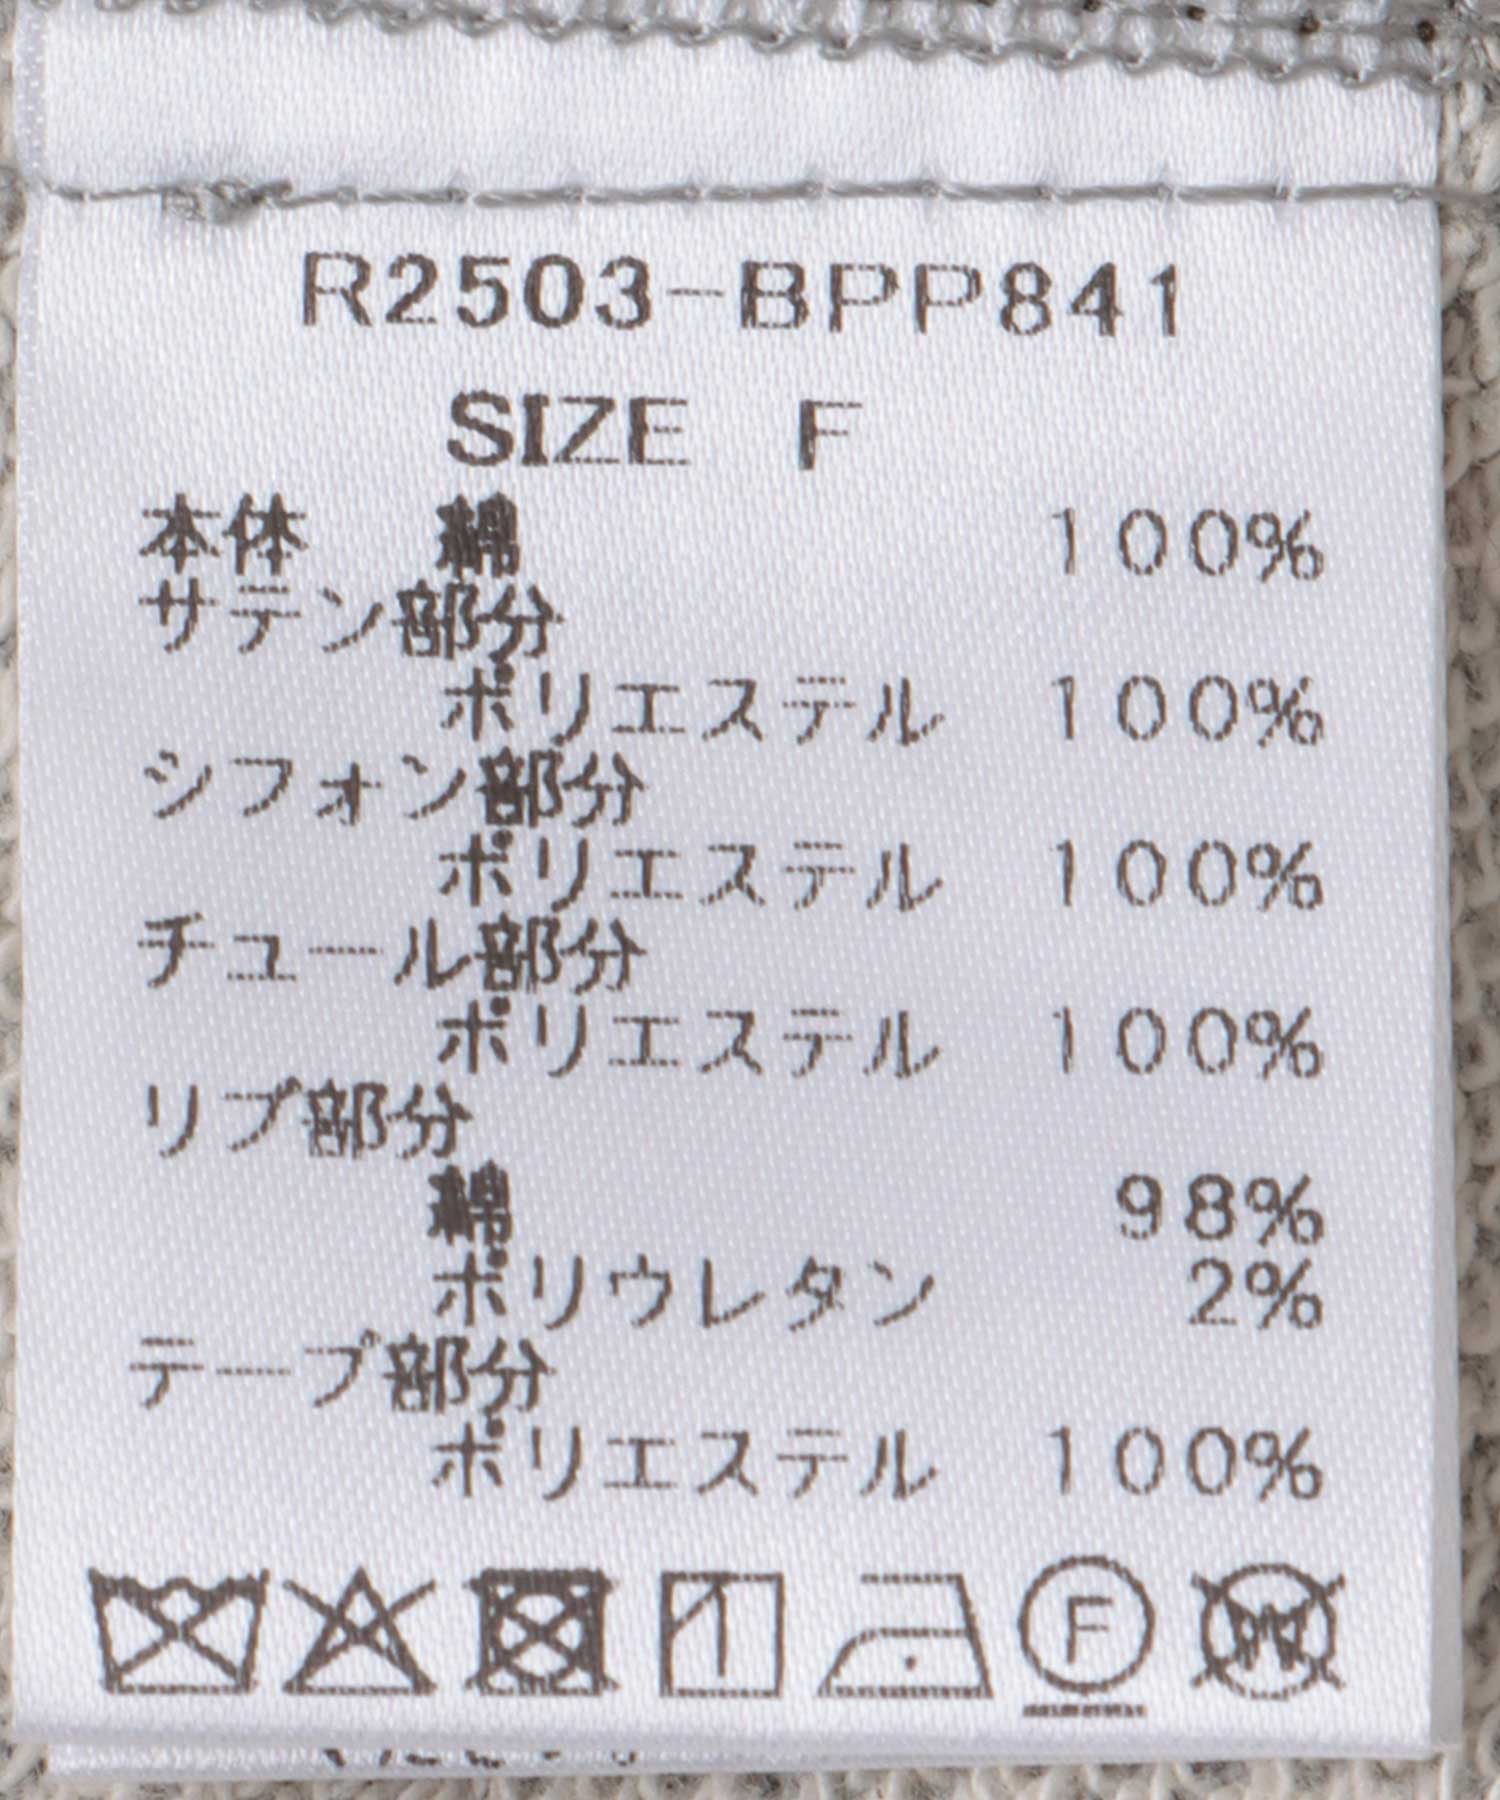 R2503-BPP841
SIZE F
本体 綿 100%
サテン部分
ポリエステル 100%
シフォン部分
ポリエステル 100%
チュール部分
ポリエステル 100%
リブ部分
綿 98%
ポリウレタン 2%
テープ部分
ポリエステル 100%
F W